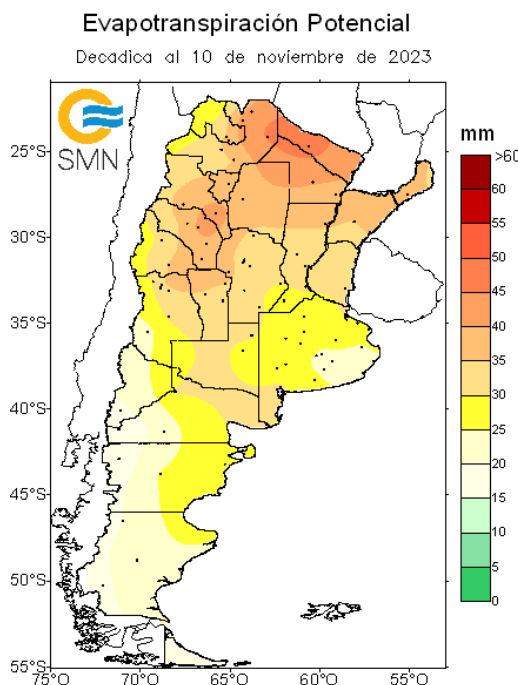 Evapotranspiración Potencial
Decádica al 10 de noviembre de 2023
SMN
mm
>60
60
55
50
45
40
35
30
25
20
15
10
5
0
25°S
30°S
35°S
40°S
45°S
50°S
55°S
75°O 70°O 65°O 60°O 55°O